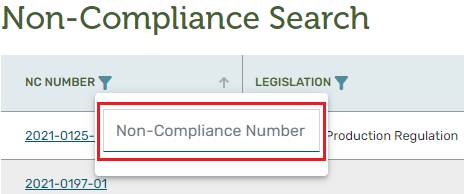 Non-Compliance Search
NC NUMBER LEGISLATION
Non-Compliance Number
2021-0125- Production Regulation
2021-0197-01